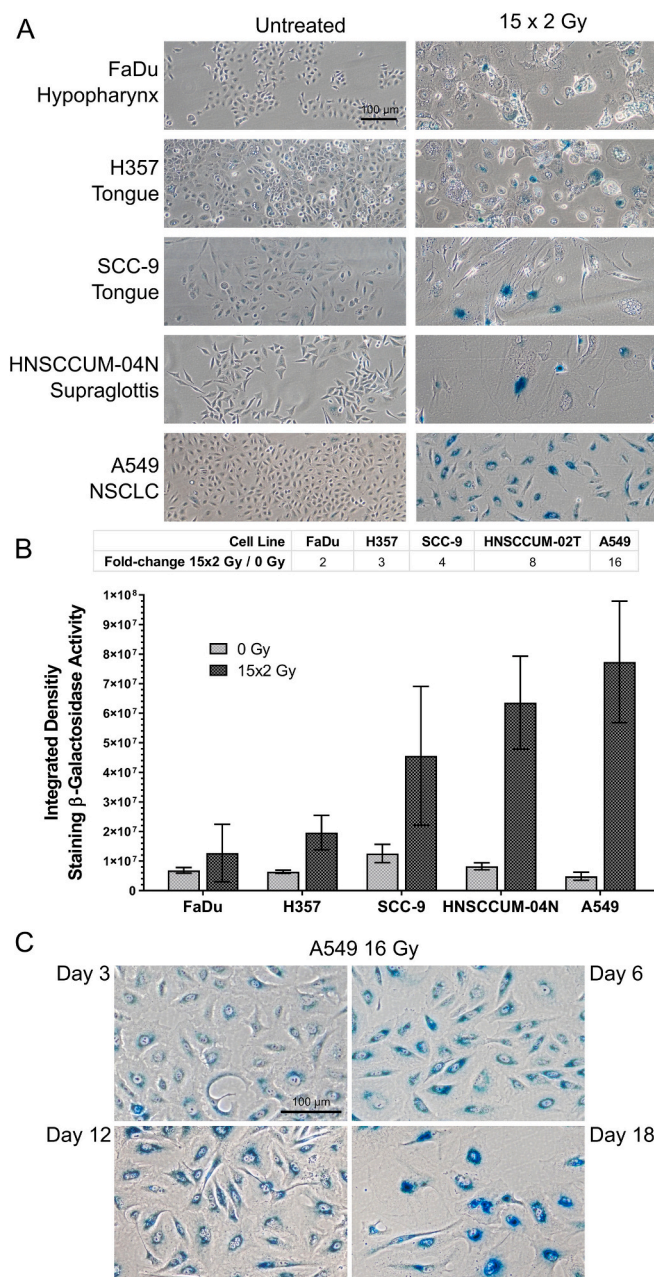 A
Untreated
15 x 2 Gy
FaDu
Hypopharynx
100 µm
H357
Tongue
SCC-9
Tongue
HNSCCUM-04N
Supraglottis
A549
NSCLC
B
Cell Line FaDu H357 SCC-9 HNSCCUM-02T A549
Fold-change 15x2 Gy / 0 Gy 2 3 4 8 16
Integrated Densitiy
Staining β-Galactosidase Activity
1×10⁸
9×10⁷
8×10⁷
7×10⁷
6×10⁷
5×10⁷
4×10⁷
3×10⁷
2×10⁷
1×10⁷
0
0 Gy
15x2 Gy
FaDu H357 SCC-9 HNSCCUM-04N A549
C
A549 16 Gy
Day 3
Day 6
100 µm
Day 12
Day 18